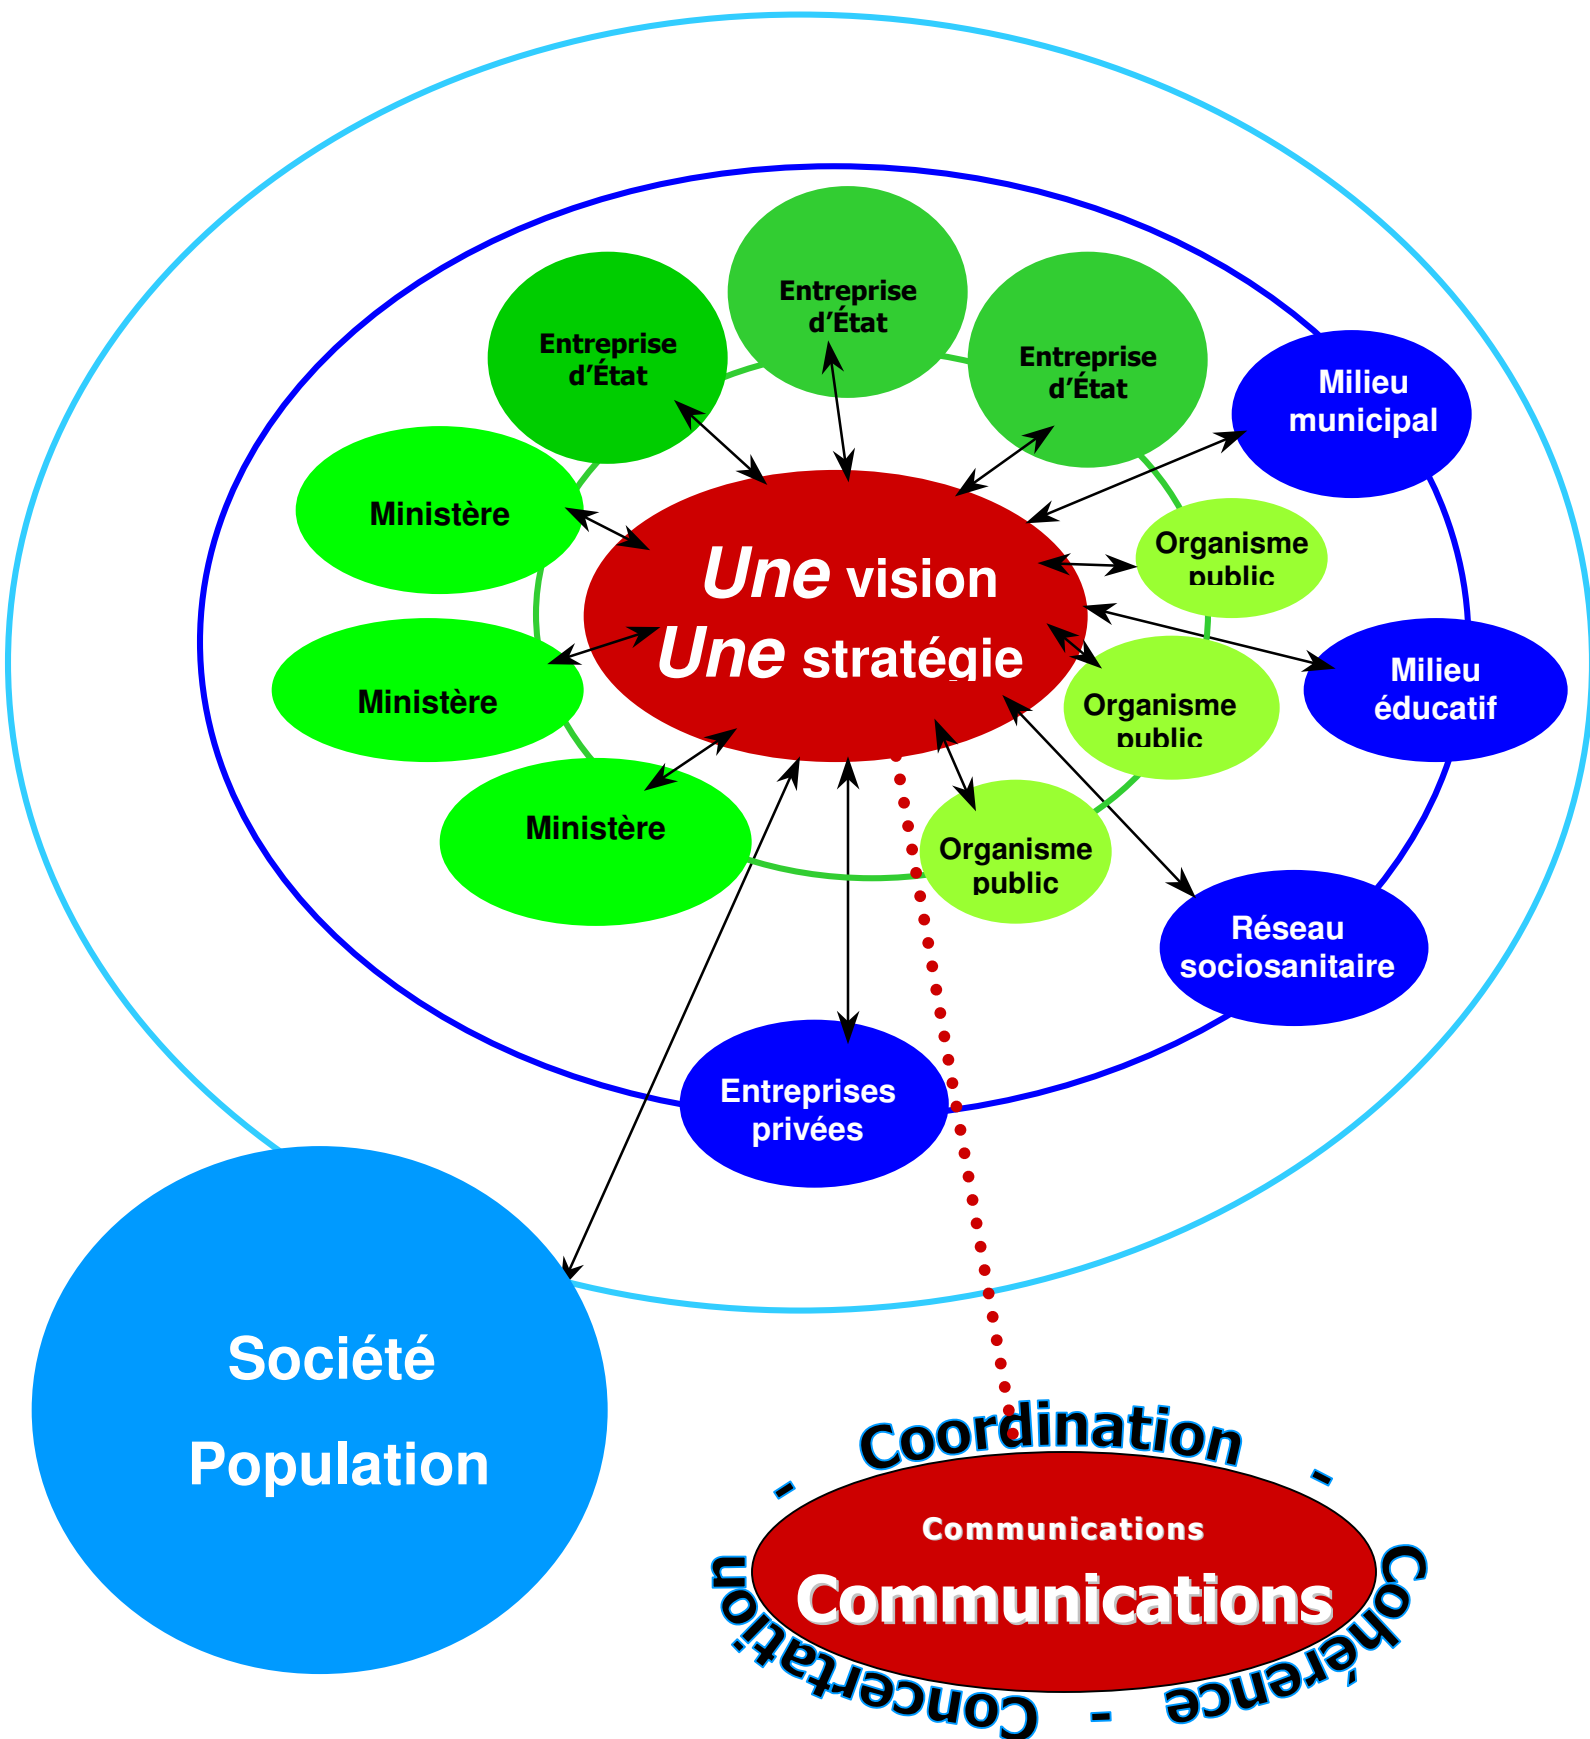 Entreprise
d'État
Entreprise
d'État
Entreprise
d'État
Milieu
municipal
Ministère
Organisme
public
Une vision
Une stratégie
Ministère
Organisme
public
Milieu
éducatif
Ministère
Organisme
public
Réseau
sociosanitaire
Entreprises
privées
Société
Population
- Coordination -
Cohérence - Concertation
Communications
Communications